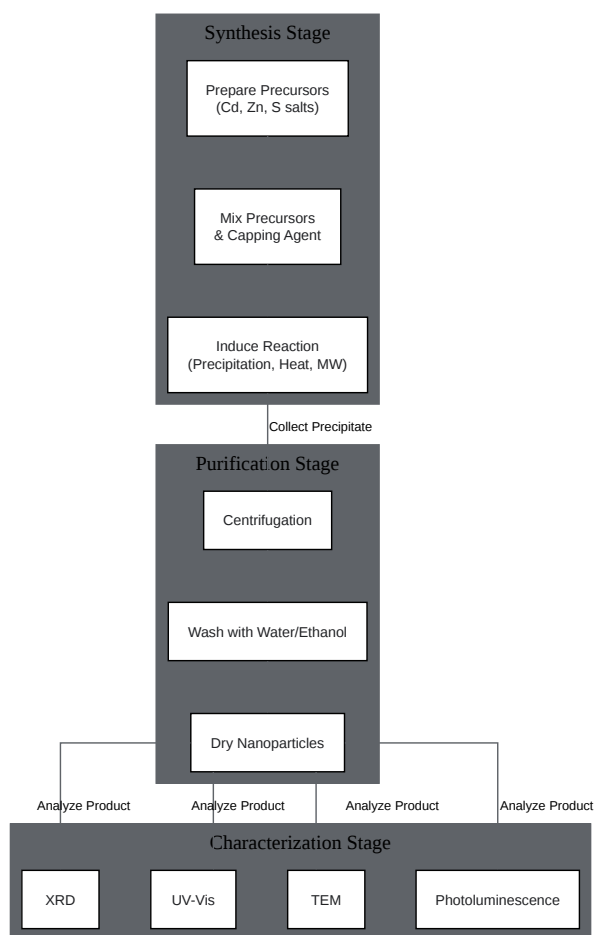 Synthesis Stage
Prepare Precursors
(Cd, Zn, S salts)
Mix Precursors
& Capping Agent
Induce Reaction
(Precipitation, Heat, MW)
Collect Precipitate
Purification Stage
Centrifugation
Wash with Water/Ethanol
Dry Nanoparticles
Analyze Product
Analyze Product
Analyze Product
Analyze Product
Characterization Stage
XRD
UV-Vis
TEM
Photoluminescence